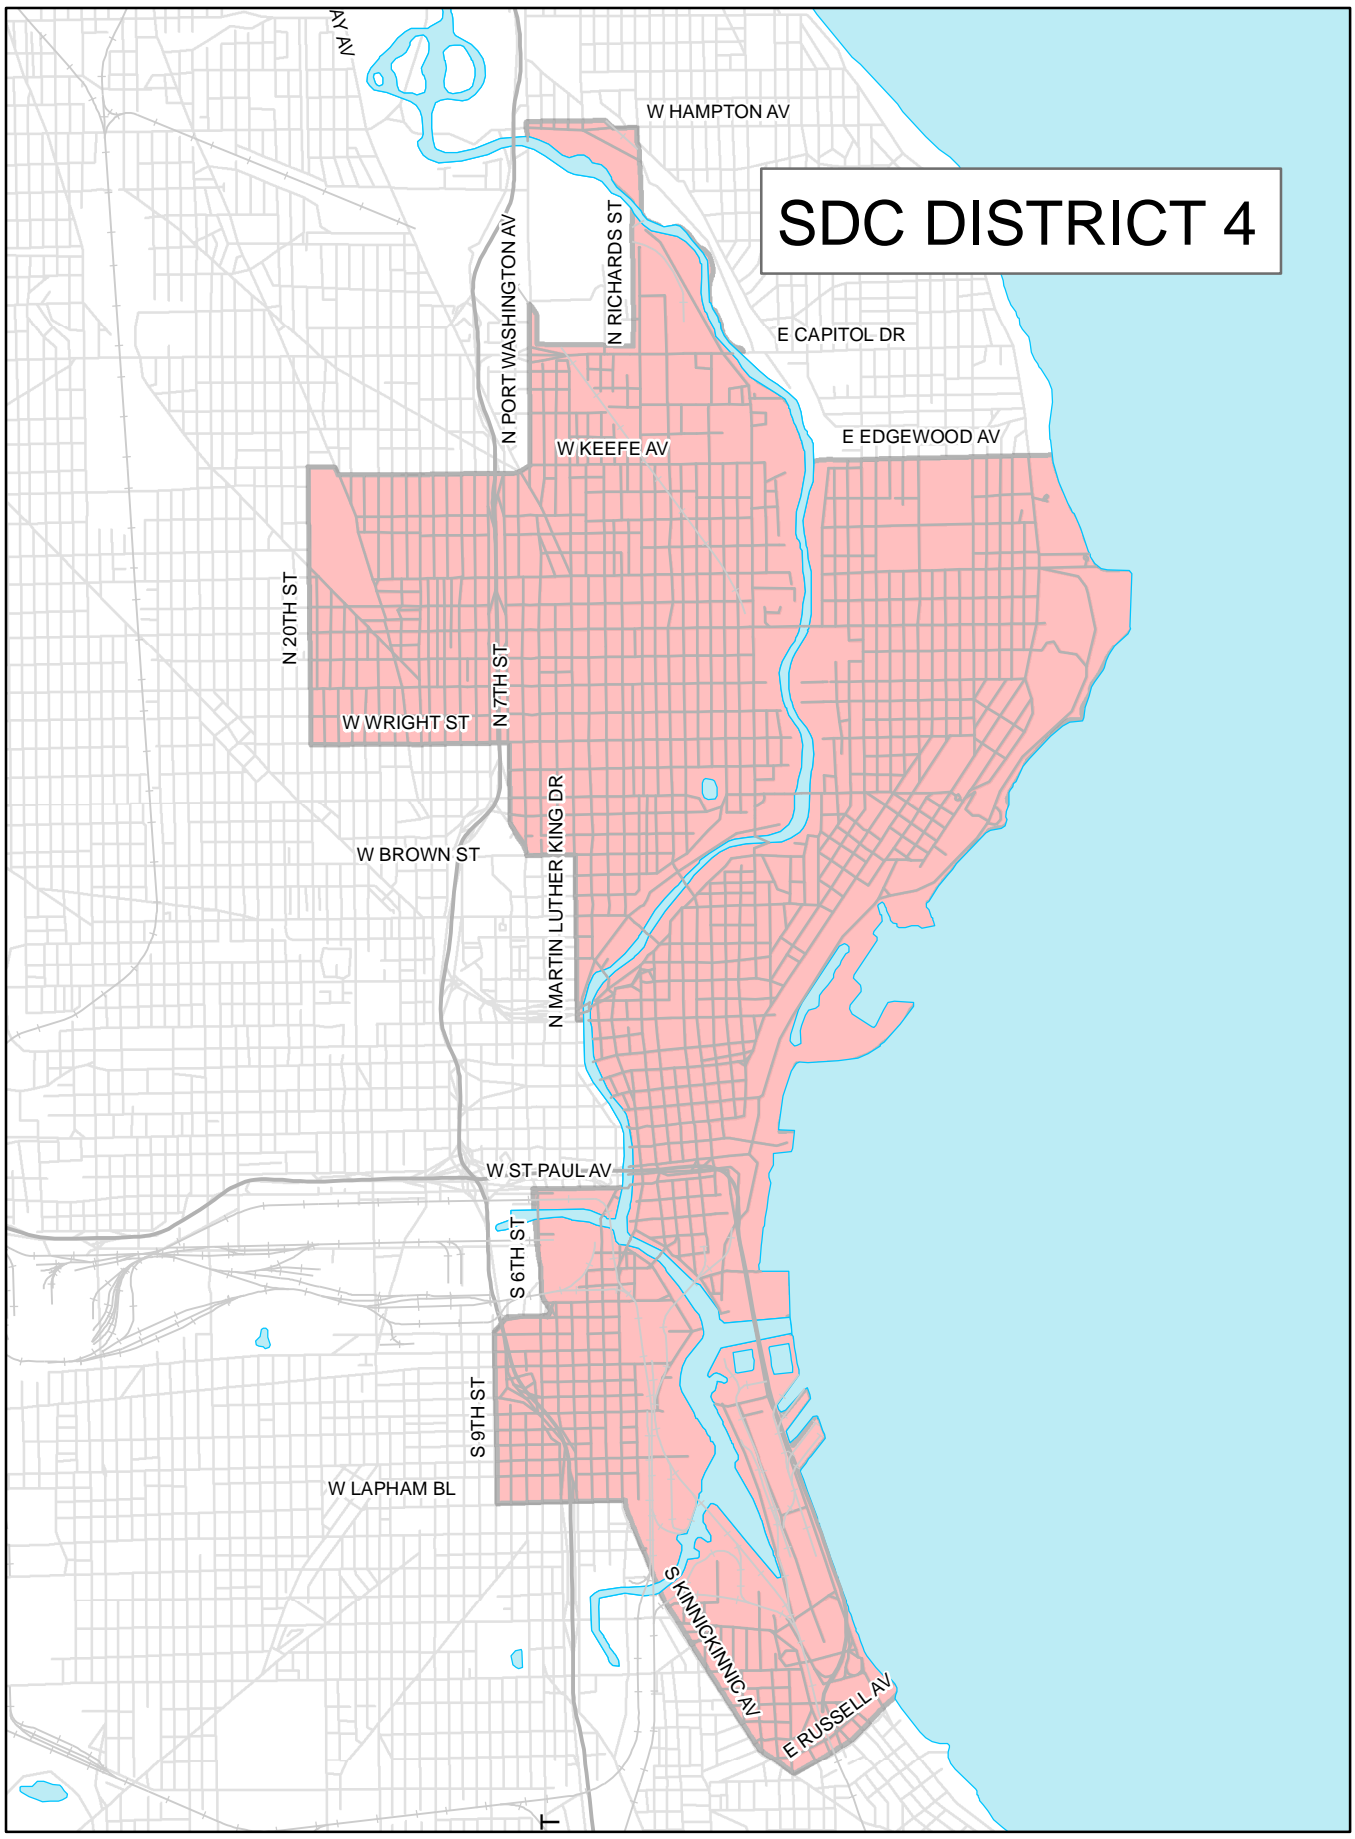 AY AV
W HAMPTON AV
SDC DISTRICT 4
N PORT WASHINGTON AV
N RICHARDS ST
E CAPITOL DR
E EDGEWOOD AV
W KEEFE AV
N 20TH ST
N 7TH ST
W WRIGHT ST
N MARTIN LUTHER KING DR
W BROWN ST
W ST PAUL AV
S 6TH ST
S 9TH ST
W LAPHAM BL
S KINNICKINNIC AV
E RUSSELL AV
T